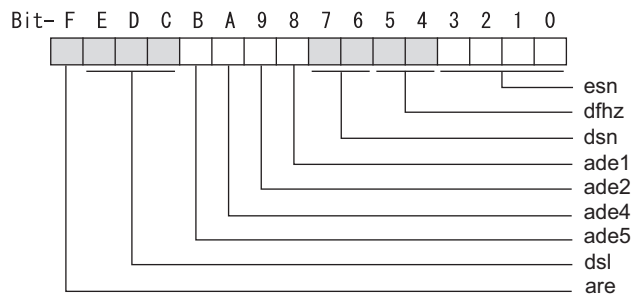 Bit- F E D C B A 9 8 7 6 5 4 3 2 1 0
esn
dfhz
dsn
ade1
ade2
ade4
ade5
dsl
are